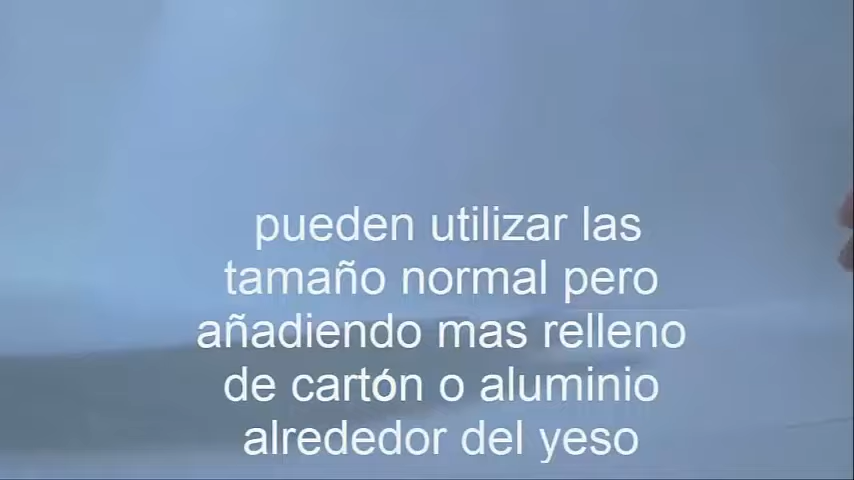 pueden utilizar las
tamaño normal pero
añadiendo mas relleno
de cartón o aluminio
alrededor del yeso